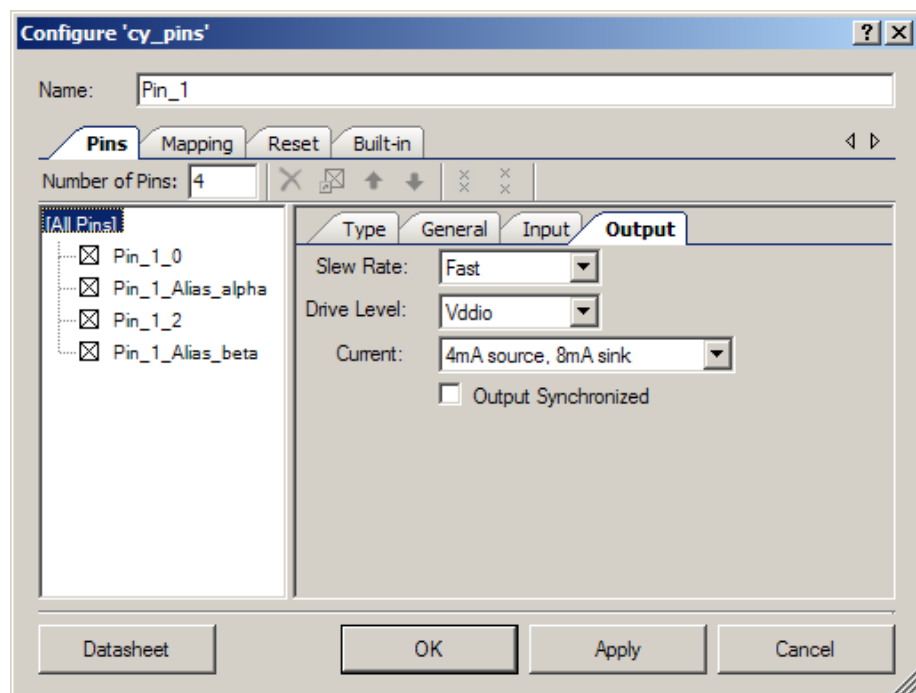 Configure 'cy_pins'
Name: Pin_1
Pins Mapping Reset Built-in
Number of Pins: 4
[All Pins]
Pin_1_0
Pin_1_Alias_alpha
Pin_1_2
Pin_1_Alias_beta
Type General Input Output
Slew Rate: Fast
Drive Level: Vddio
Current: 4mA source, 8mA sink
Output Synchronized
Datasheet OK Apply Cancel